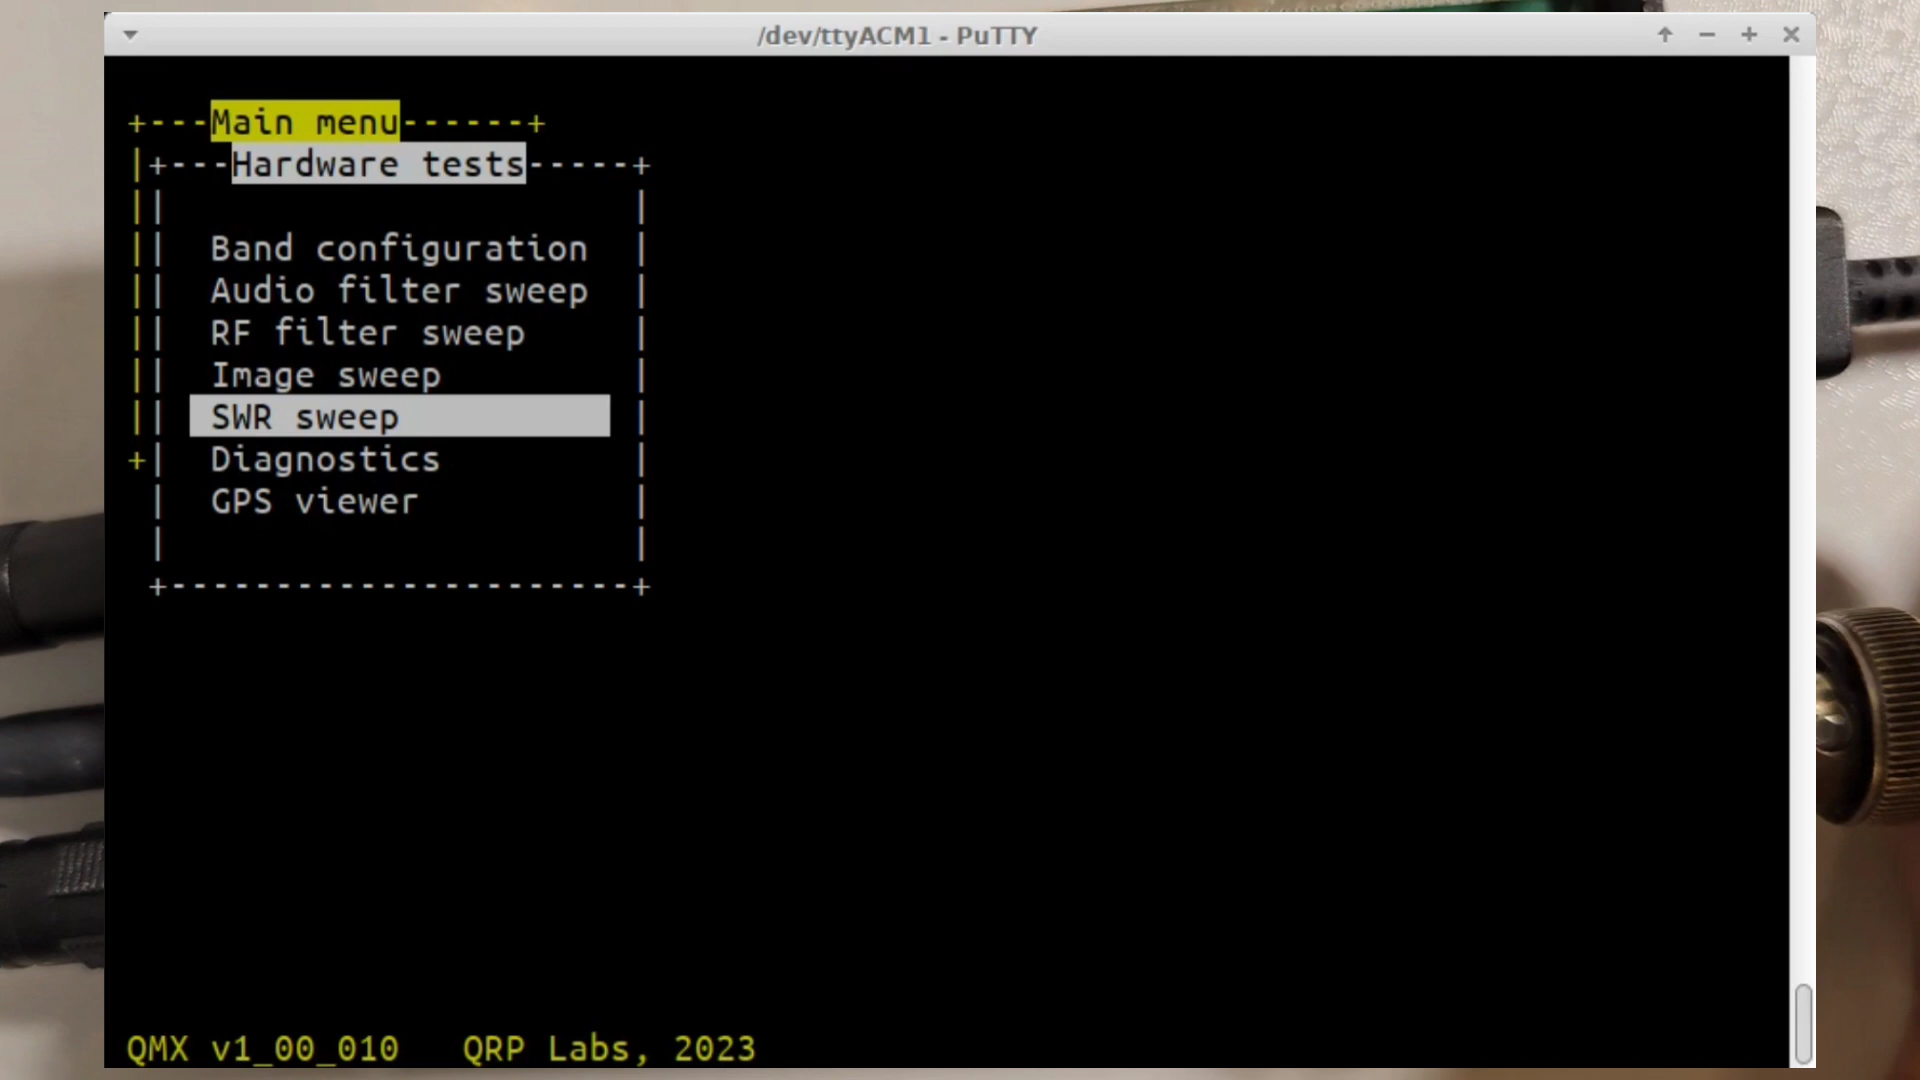 /dev/ttyACM1 - PuTTY
Main menu
Hardware tests
Band configuration
Audio filter sweep
RF filter sweep
Image sweep
SWR sweep
Diagnostics
GPS viewer
QMX v1_00_010 QRP Labs, 2023